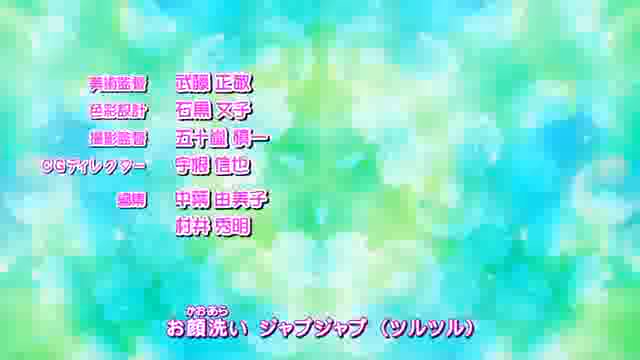 美術監督 武藤 正敬
色彩設計 石黒 文子
撮影監督 五十嵐 慎一
CGディレクター 宇根 信也
編集 中葉 由美子
村井 秀明
かおあら
お顔洗い ジャブジャブ (ツルツル)